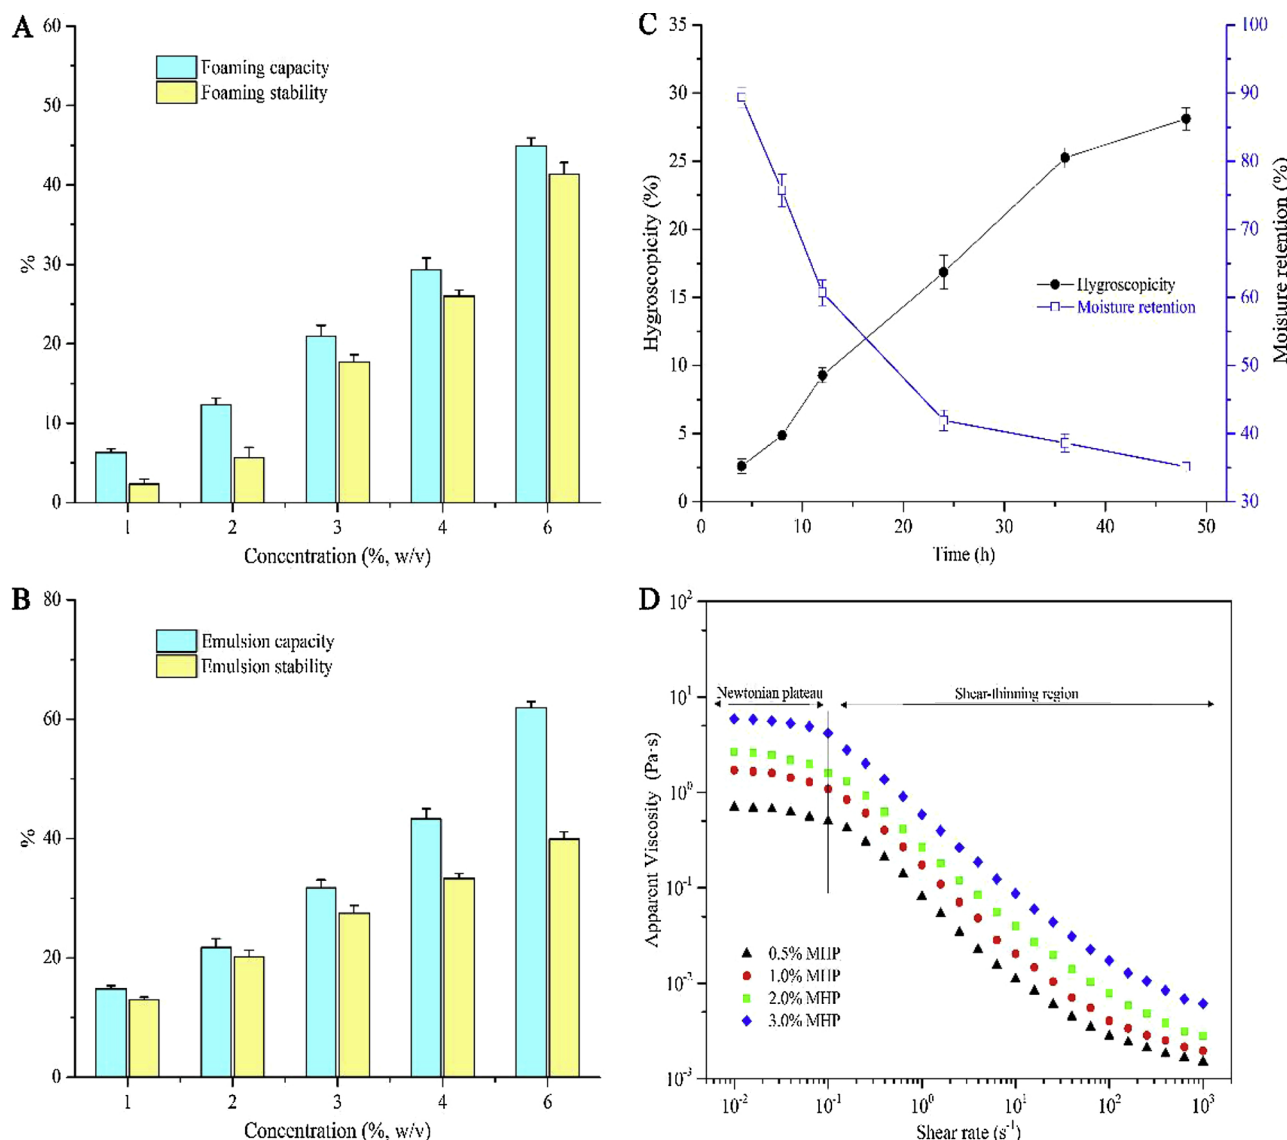 A
60
50
40
30
20
10
0
%
Foaming capacity
Foaming stability
1 2 3 4 6
Concentration (%, w/v)
B
80
60
40
20
0
%
Emulsion capacity
Emulsion stability
1 2 3 4 6
Concentration (%, w/v)
C
35
30
25
20
15
10
5
0
Hygroscopicity (%)
100
90
80
70
60
50
40
30
Moisture retention (%)
Hygroscopicity
Moisture retention
0 10 20 30 40 50
Time (h)
D
10²
10¹
10⁰
10⁻¹
10⁻²
10⁻³
Apparent Viscosity (Pa·s)
Newtonian plateau
Shear-thinning region
0.5% MHP
1.0% MHP
2.0% MHP
3.0% MHP
10⁻² 10⁻¹ 10⁰ 10¹ 10² 10³
Shear rate (s⁻¹)